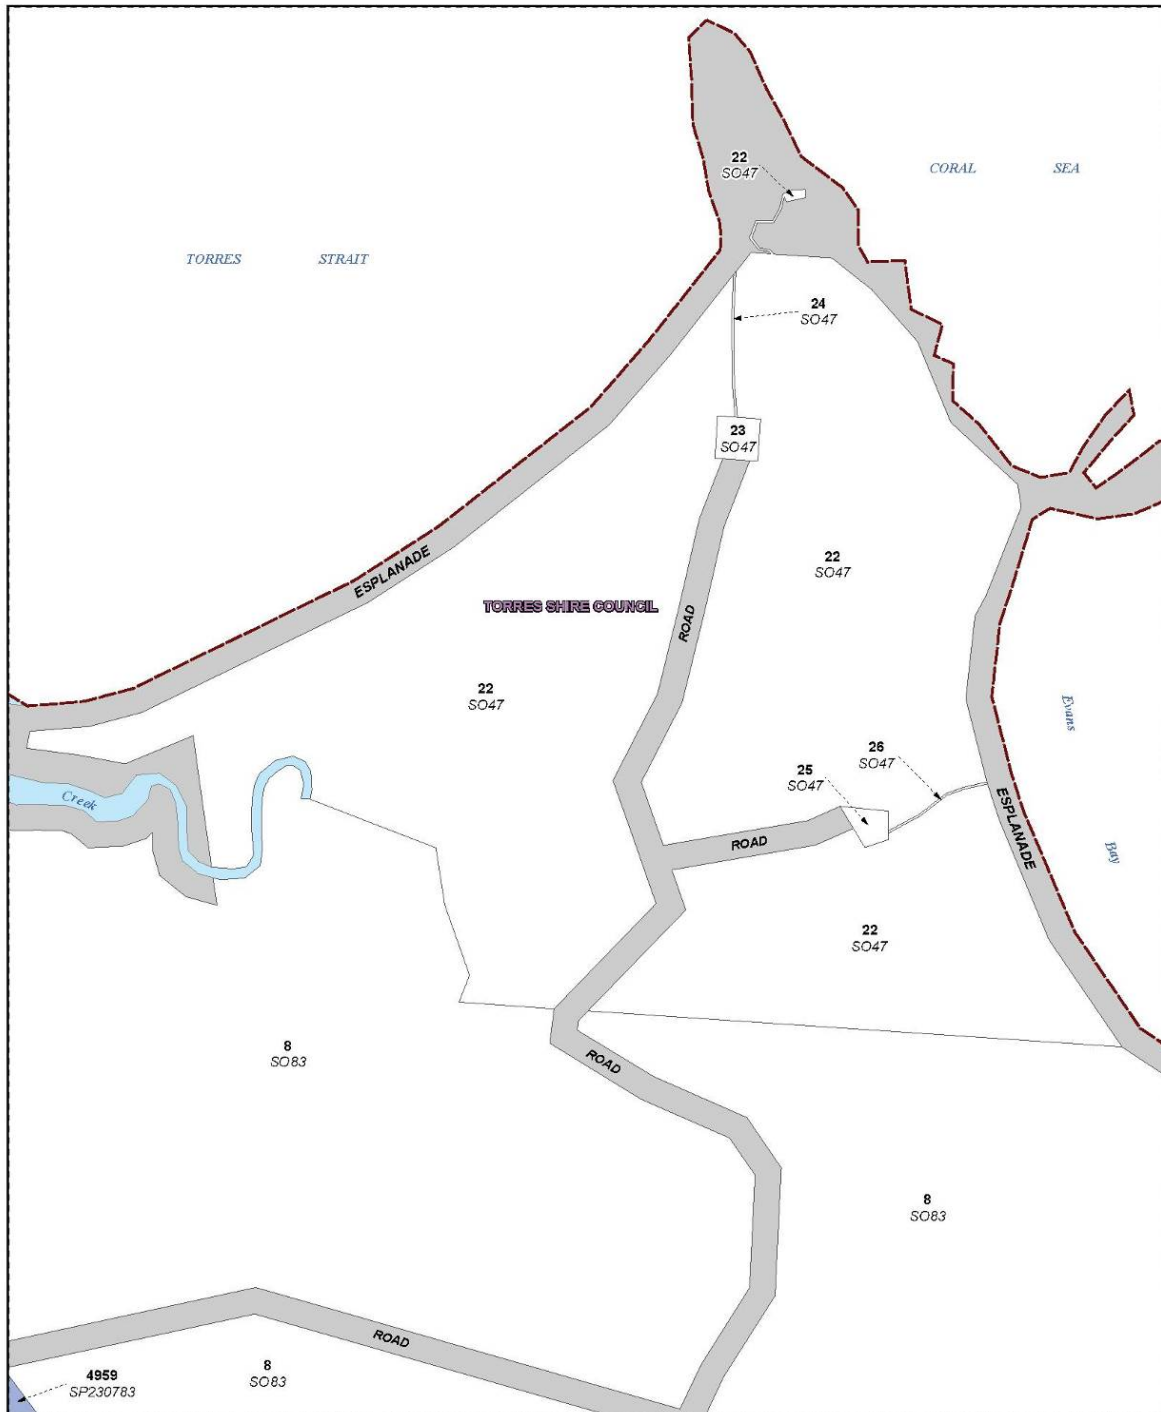 22
SO47
CORAL SEA
TORRES STRAIT
24
SO47
23
SO47
ESPLANADE
22
SO47
TORRES SHIRE COUNCIL
ROAD
22
SO47
Evans
26
SO47
25
SO47
Creek
ESPLANADE
ROAD
Bay
22
SO47
8
SO83
ROAD
8
SO83
ROAD
8
SO83
4959
SP230783